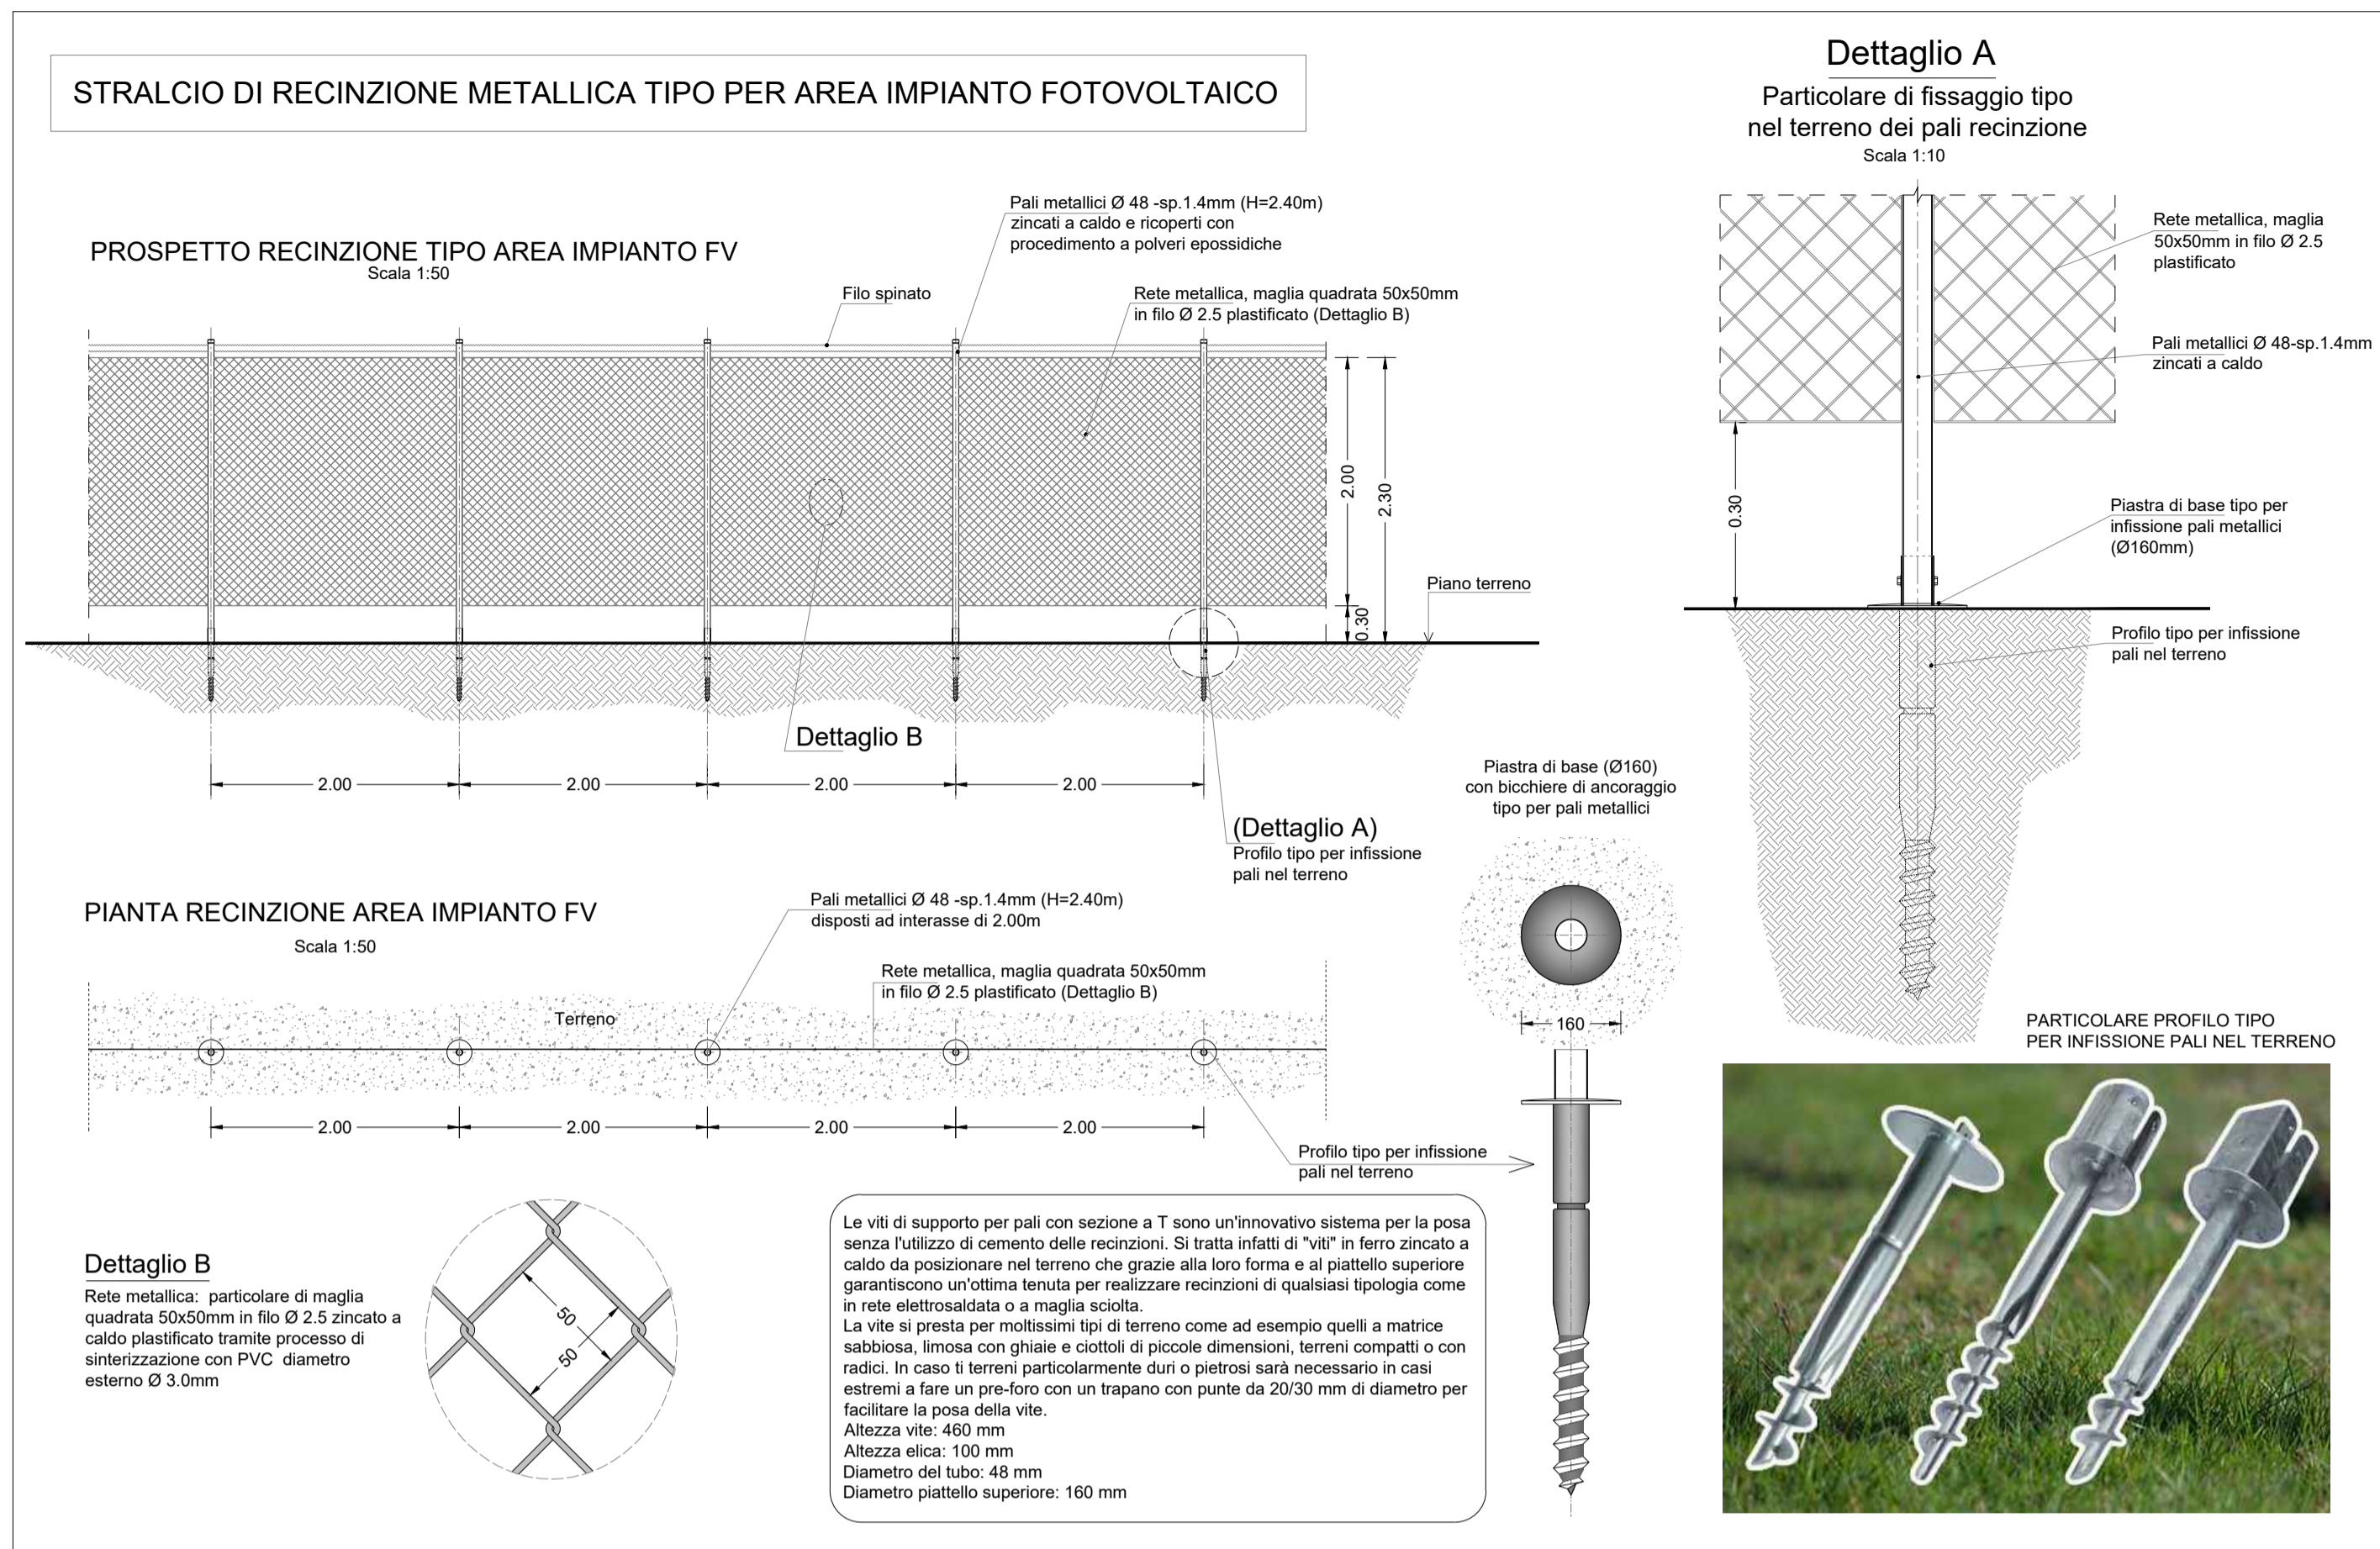 STRALCIO DI RECINZIONE METALLICA TIPO PER AREA IMPIANTO FOTOVOLTAICO
PROSPETTO RECINZIONE TIPO AREA IMPIANTO FV
Scala 1:50
Pali metallici Ø 48 -sp.1.4mm (H=2.40m)
zincati a caldo e ricoperti con
procedimento a polveri epossidiche
Filo spinato
Rete metallica, maglia quadrata 50x50mm
in filo Ø 2.5 plastificato (Dettaglio B)
2.00
2.30
0.30
Piano terreno
Dettaglio B
2.00
2.00
2.00
2.00
(Dettaglio A)
Profilo tipo per infissione
pali nel terreno
PIANTA RECINZIONE AREA IMPIANTO FV
Scala 1:50
Pali metallici Ø 48 -sp.1.4mm (H=2.40m)
disposti ad interasse di 2.00m
Rete metallica, maglia quadrata 50x50mm
in filo Ø 2.5 plastificato (Dettaglio B)
Terreno
2.00
2.00
2.00
2.00
Profilo tipo per infissione
pali nel terreno
Dettaglio B
Rete metallica: particolare di maglia
quadrata 50x50mm in filo Ø 2.5 zincato a
caldo plastificato tramite processo di
sinterizzazione con PVC diametro
esterno Ø 3.0mm
50
50
Le viti di supporto per pali con sezione a T sono un'innovativo sistema per la posa
senza l'utilizzo di cemento delle recinzioni. Si tratta infatti di "viti" in ferro zincato a
caldo da posizionare nel terreno che grazie alla loro forma e al piattello superiore
garantiscono un'ottima tenuta per realizzare recinzioni di qualsiasi tipologia come
in rete elettrosaldata o a maglia sciolta.
La vite si presta per moltissimi tipi di terreno come ad esempio quelli a matrice
sabbiosa, limosa con ghiaie e ciottoli di piccole dimensioni, terreni compatti o con
radici. In caso ti terreni particolarmente duri o pietrosi sarà necessario in casi
estremi a fare un pre-foro con un trapano con punte da 20/30 mm di diametro per
facilitare la posa della vite.
Altezza vite: 460 mm
Altezza elica: 100 mm
Diametro del tubo: 48 mm
Diametro piattello superiore: 160 mm
Piastra di base (Ø160)
con bicchiere di ancoraggio
tipo per pali metallici
160
Dettaglio A
Particolare di fissaggio tipo
nel terreno dei pali recinzione
Scala 1:10
Rete metallica, maglia
50x50mm in filo Ø 2.5
plastificato
Pali metallici Ø 48-sp.1.4mm
zincati a caldo
0.30
Piastra di base tipo per
infissione pali metallici
(Ø160mm)
Profilo tipo per infissione
pali nel terreno
PARTICOLARE PROFILO TIPO
PER INFISSIONE PALI NEL TERRENO